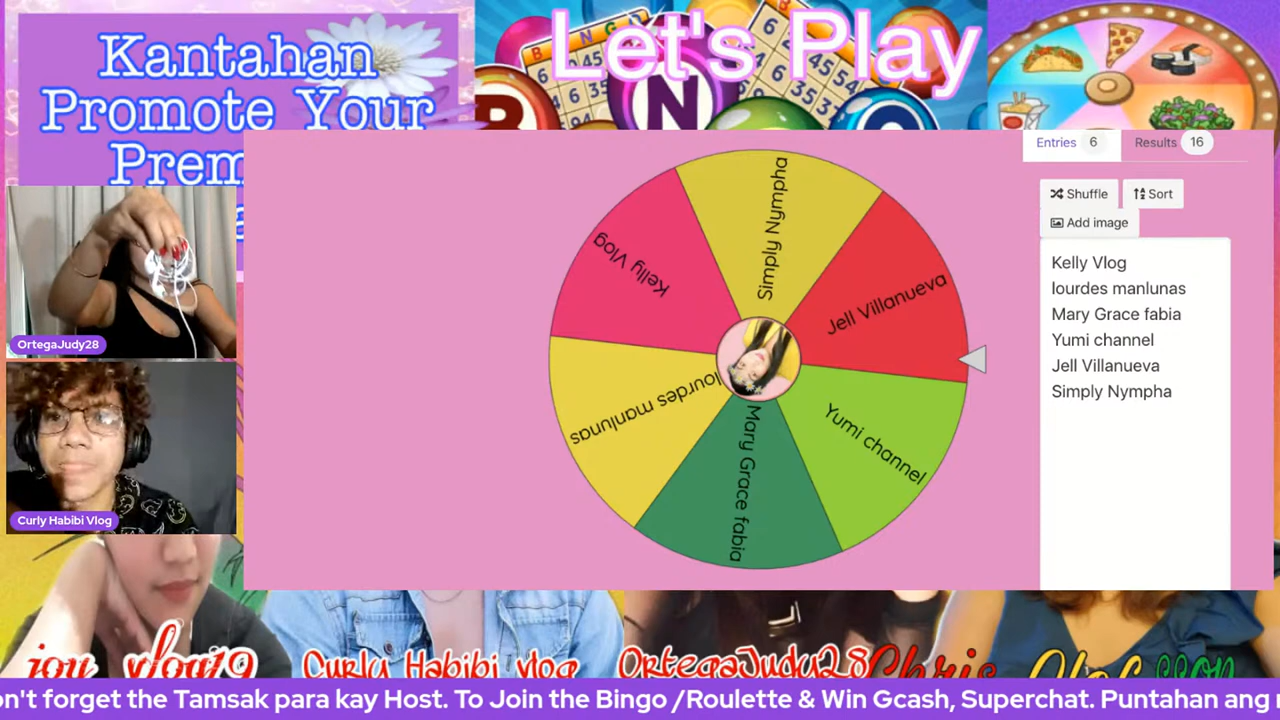 Kantahan
Promote Your
Prem
Let's Play
B N G
N
Entries 6
Results 16
Shuffle
Sort
Add image
Kelly Vlog
lourdes manlunas
Mary Grace fabia
Yumi channel
Jell Villanueva
Simply Nympha
Simply Nympha
Jell Villanueva
Yumi channel
Mary Grace fabia
lourdes manlunas
Kelly Vlog
OrtegaJudy28
Curly Habibi Vlog
joy vlog19
Curly Habibi vlog
OrtegaJudy28
Chris
on't forget the Tamsak para kay Host. To Join the Bingo /Roulette & Win Gcash, Superchat. Puntahan ang